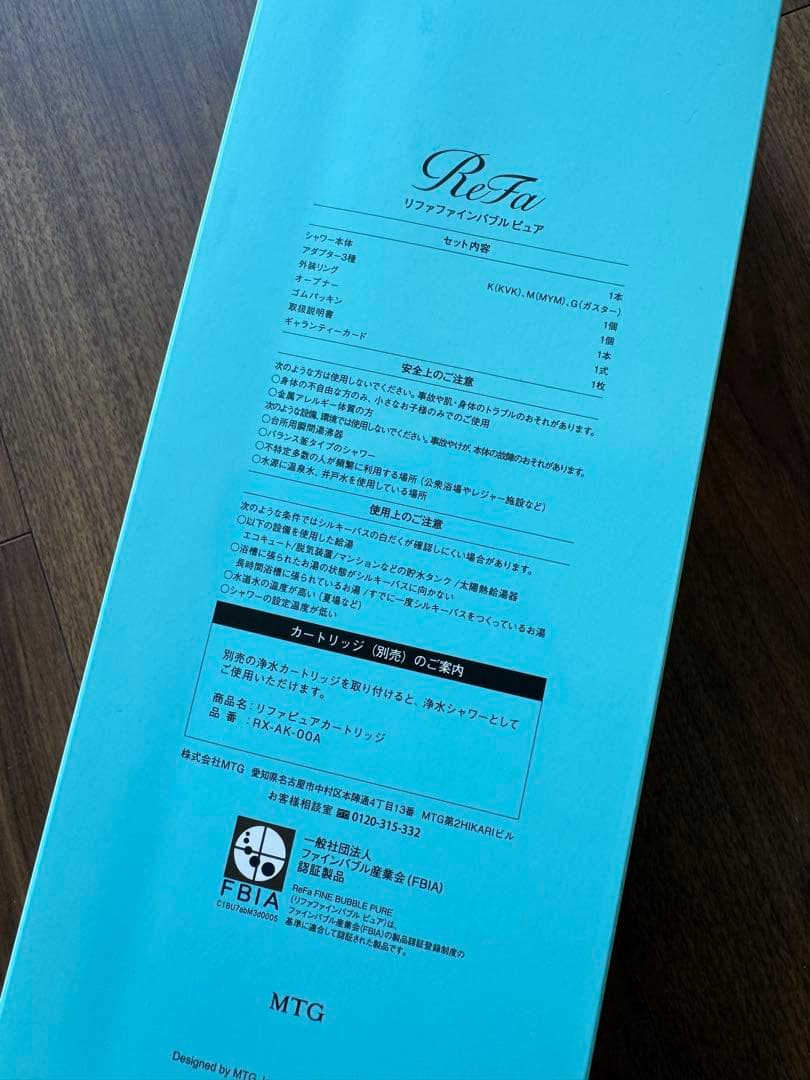 ReFa
リファファインバブル ピュア
セット内容
シャワー本体 1本
アダプター3種 K(KVK)、M(MYM)、G(ガスター)
外装リング 1個
オープナー 1個
ゴムパッキン 1本
取扱説明書 1式
ギャランティーカード 1枚
安全上のご注意
次のような方は使用しないでください。事故や肌・身体のトラブルのおそれがあります。
○身体の不自由な方のみ、小さなお子様のみでのご使用
○金属アレルギー体質の方
次のような設備、環境では使用しないでください。事故やけが、本体の故障のおそれがあります。
○台所用瞬間湯沸器
○バランス釜タイプのシャワー
○不特定多数の人が頻繁に利用する場所（公衆浴場やレジャー施設など）
○水源に温泉水、井戸水を使用している場所
使用上のご注意
次のような条件ではシルキーバスの白だくが確認しにくい場合があります。
○以下の設備を使用した給湯
エコキュート/脱気装置/マンションなどの貯水タンク/太陽熱給湯器
○浴槽に張られたお湯の状態がシルキーバスに向かない
長時間浴槽に張られているお湯/すでに一度シルキーバスをつくっているお湯
○水道水の温度が高い（夏場など）
○シャワーの設定温度が低い
カートリッジ（別売）のご案内
別売の浄水カートリッジを取り付けると、浄水シャワーとして
ご使用いただけます。
商品名：リファピュアカートリッジ
品 番：RX-AK-00A
株式会社MTG 愛知県名古屋市中村区本陣通4丁目13番 MTG第2HIKARIビル
お客様相談室 0120-315-332
FBIA
C1BU7abM3d0005
一般社団法人
ファインバブル産業会(FBIA)
認証製品
ReFa FINE BUBBLE PURE
(リファファインバブル ピュア)は、
ファインバブル産業会(FBIA)の製品認証登録制度の
基準に適合して認証された製品です。
MTG
Designed by MTG